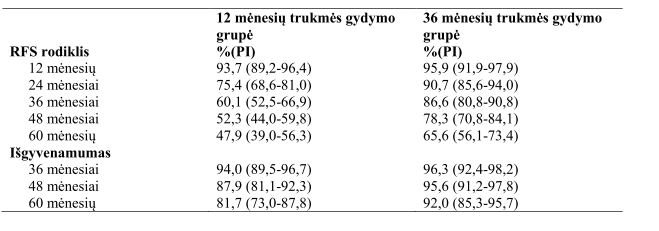 12 mėnesių trukmės gydymo grupė %(PI) 36 mėnesių trukmės gydymo grupė %(PI)
RFS rodiklis
12 mėnesių 93,7 (89,2-96,4) 95,9 (91,9-97,9)
24 mėnesiai 75,4 (68,6-81,0) 90,7 (85,6-94,0)
36 mėnesiai 60,1 (52,5-66,9) 86,6 (80,8-90,8)
48 mėnesiai 52,3 (44,0-59,8) 78,3 (70,8-84,1)
60 mėnesių 47,9 (39,0-56,3) 65,6 (56,1-73,4)
Išgyvenamumas
36 mėnesiai 94,0 (89,5-96,7) 96,3 (92,4-98,2)
48 mėnesiai 87,9 (81,1-92,3) 95,6 (91,2-97,8)
60 mėnesių 81,7 (73,0-87,8) 92,0 (85,3-95,7)